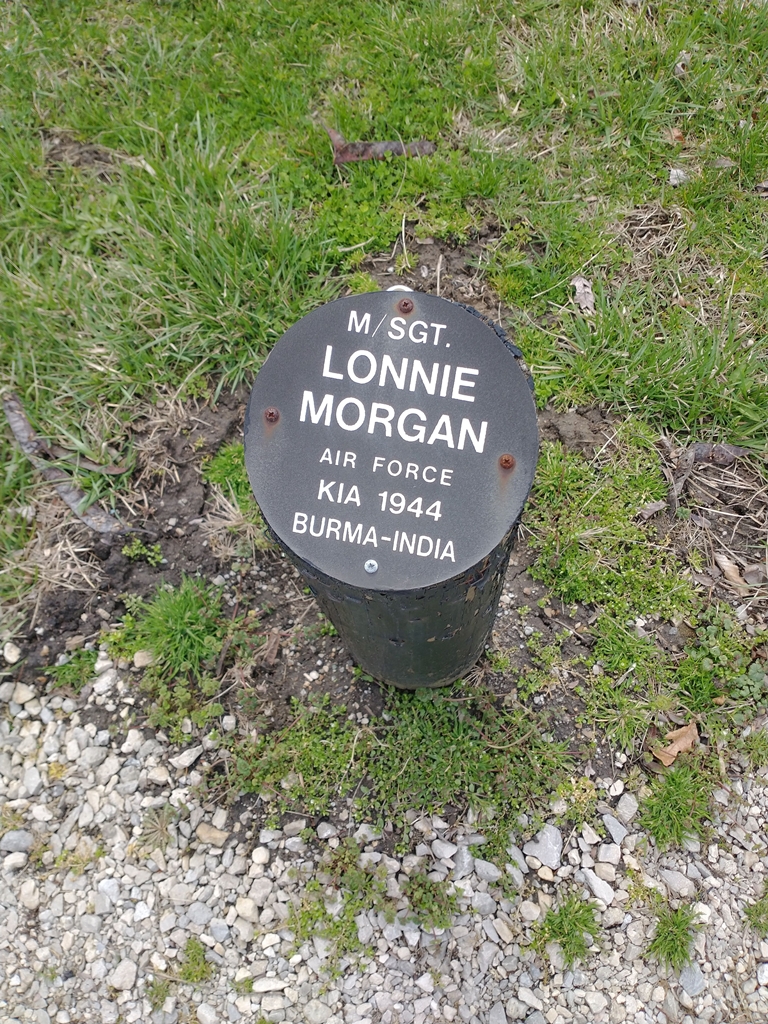 M/SGT.
LONNIE
MORGAN
AIR FORCE
KIA 1944
BURMA-INDIA